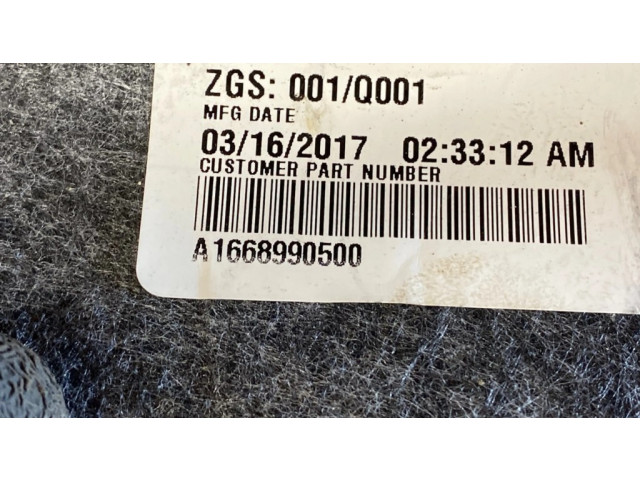 ZGS: 001/Q001
MFG DATE
03/16/2017 02:33:12 AM
CUSTOMER PART NUMBER
A1668990500